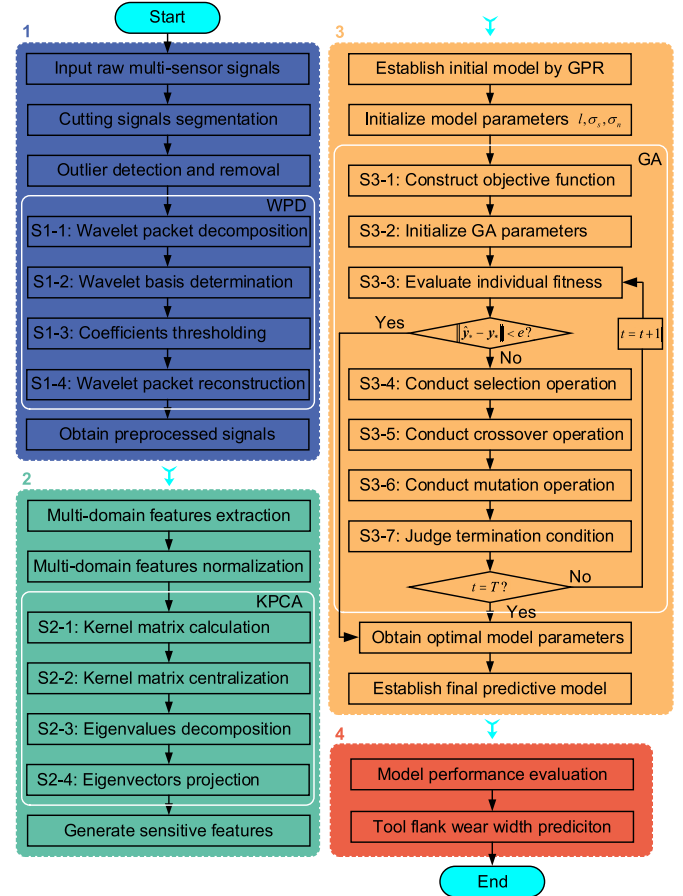 Start
1
Input raw multi-sensor signals
Cutting signals segmentation
Outlier detection and removal
WPD
S1-1: Wavelet packet decomposition
S1-2: Wavelet basis determination
S1-3: Coefficients thresholding
S1-4: Wavelet packet reconstruction
Obtain preprocessed signals
2
Multi-domain features extraction
Multi-domain features normalization
KPCA
S2-1: Kernel matrix calculation
S2-2: Kernel matrix centralization
S2-3: Eigenvalues decomposition
S2-4: Eigenvectors projection
Generate sensitive features
3
Establish initial model by GPR
Initialize model parameters l, σₛ, σₙ
GA
S3-1: Construct objective function
S3-2: Initialize GA parameters
S3-3: Evaluate individual fitness
Yes
‖ŷ* − y*‖ < e?
t = t+1
No
S3-4: Conduct selection operation
S3-5: Conduct crossover operation
S3-6: Conduct mutation operation
S3-7: Judge termination condition
t = T?
No
Yes
Obtain optimal model parameters
Establish final predictive model
4
Model performance evaluation
Tool flank wear width prediciton
End